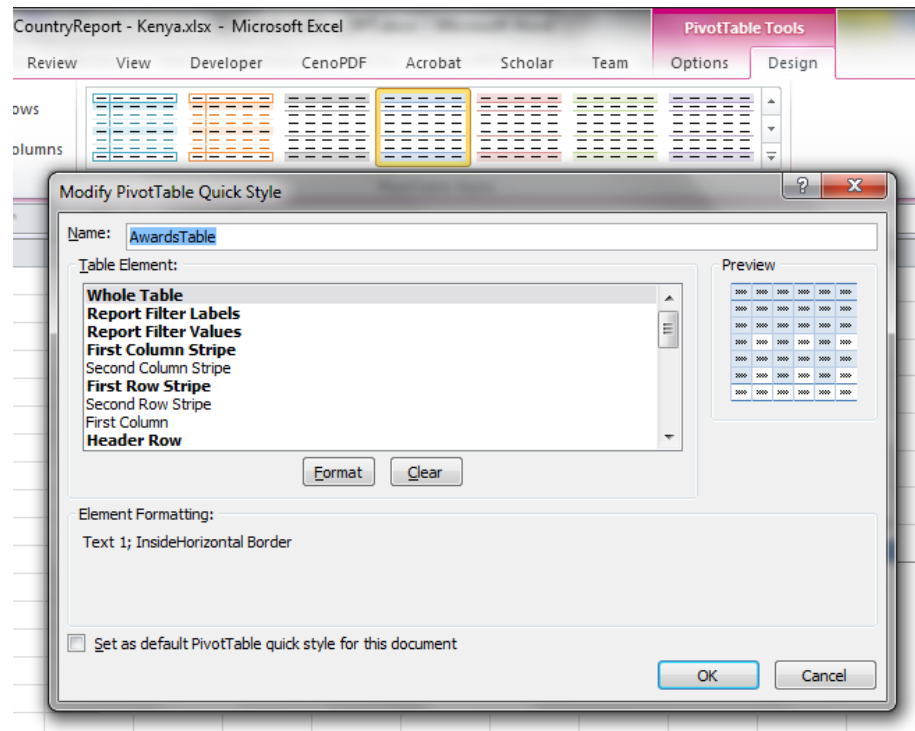 CountryReport - Kenya.xlsx - Microsoft Excel
PivotTable Tools
Review View Developer CenoPDF Acrobat Scholar Team Options Design
ows
olumns
Modify PivotTable Quick Style
Name: AwardsTable
Table Element:
Preview
Whole Table
Report Filter Labels
Report Filter Values
First Column Stripe
Second Column Stripe
First Row Stripe
Second Row Stripe
First Column
Header Row
Format Clear
Element Formatting:
Text 1; InsideHorizontal Border
Set as default PivotTable quick style for this document
OK Cancel